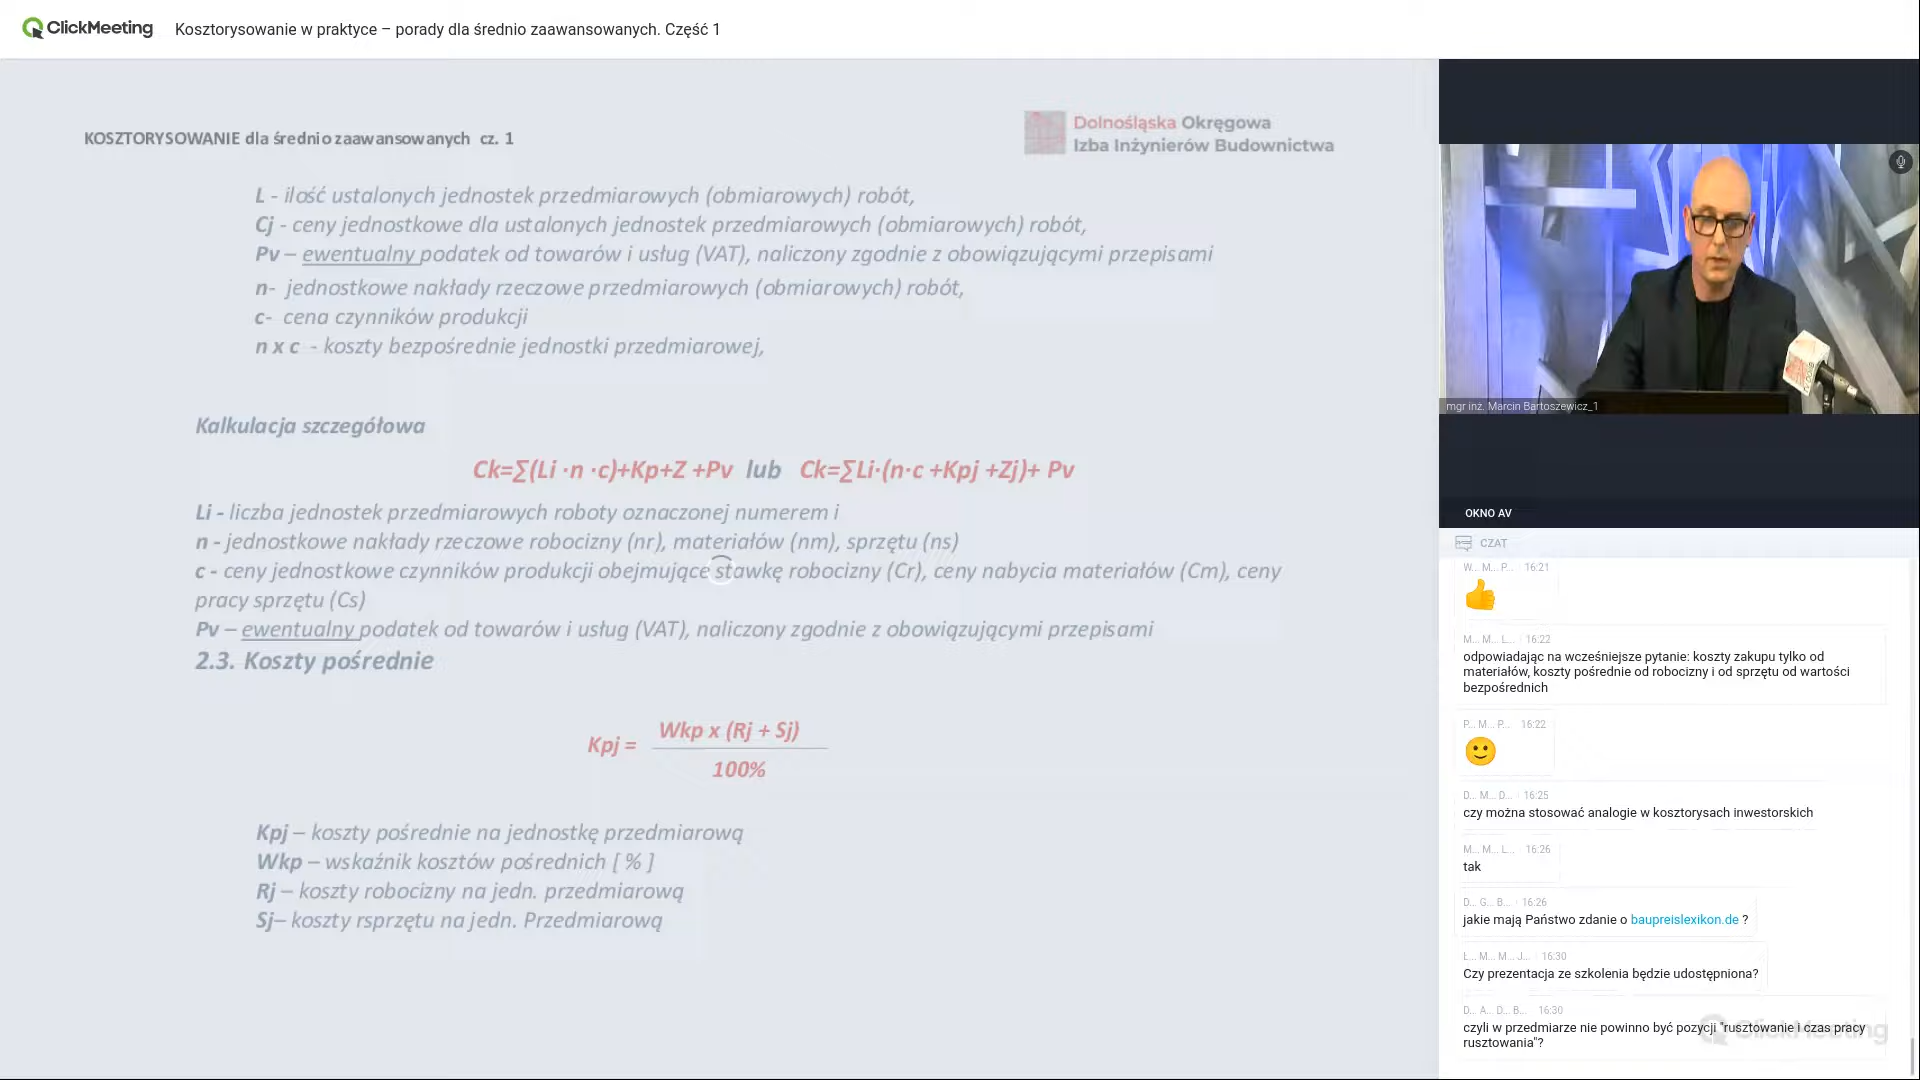 ClickMeeting
Kosztorysowanie w praktyce – porady dla średnio zaawansowanych. Część 1
KOSZTORYSOWANIE dla średnio zaawansowanych cz. 1
Dolnośląska Okręgowa
Izba Inżynierów Budownictwa
L - ilość ustalonych jednostek przedmiarowych (obmiarowych) robót,
Cj - ceny jednostkowe dla ustalonych jednostek przedmiarowych (obmiarowych) robót,
Pv – ewentualny podatek od towarów i usług (VAT), naliczony zgodnie z obowiązującymi przepisami
n- jednostkowe nakłady rzeczowe przedmiarowych (obmiarowych) robót,
c- cena czynników produkcji
n x c - koszty bezpośrednie jednostki przedmiarowej,
Kalkulacja szczegółowa
Ck=∑(Li ·n ·c)+Kp+Z +Pv lub Ck=∑Li·(n·c +Kpj +Zj)+ Pv
Li - liczba jednostek przedmiarowych roboty oznaczonej numerem i
n - jednostkowe nakłady rzeczowe robocizny (nr), materiałów (nm), sprzętu (ns)
c - ceny jednostkowe czynników produkcji obejmujące stawkę robocizny (Cr), ceny nabycia materiałów (Cm), ceny
pracy sprzętu (Cs)
Pv – ewentualny podatek od towarów i usług (VAT), naliczony zgodnie z obowiązującymi przepisami
2.3. Koszty pośrednie
Kpj = Wkp x (Rj + Sj)
100%
Kpj – koszty pośrednie na jednostkę przedmiarową
Wkp – wskaźnik kosztów pośrednich [ % ]
Rj – koszty robocizny na jedn. przedmiarową
Sj– koszty rsprzętu na jedn. Przedmiarową
mgr inż. Marcin Bartoszewicz_1
OKNO AV
CZAT
W... M... P... 16:21
👍
M... M... L... 16:22
odpowiadając na wcześniejsze pytanie: koszty zakupu tylko od
materiałów, koszty pośrednie od robocizny i od sprzętu od wartości
bezpośrednich
P... M... P... 16:22
🙂
D... M... D... 16:25
czy można stosować analogie w kosztorysach inwestorskich
M... M... L... 16:26
tak
D... G... B... 16:26
jakie mają Państwo zdanie o baupreislexikon.de ?
Ł... M... M... J... 16:30
Czy prezentacja ze szkolenia będzie udostępniona?
D... A... D... B... 16:30
czyli w przedmiarze nie powinno być pozycji "rusztowanie i czas pracy
rusztowania"?
ClickMeeting